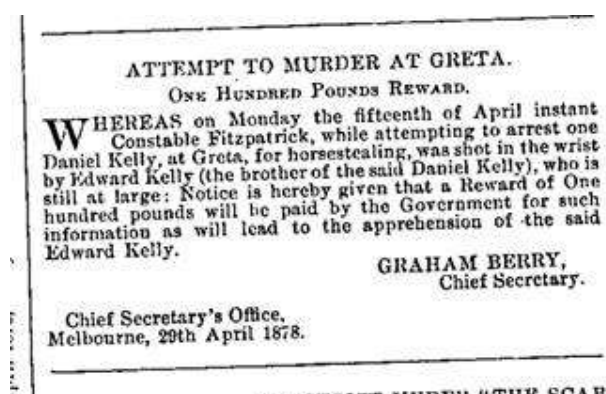 ATTEMPT TO MURDER AT GRETA.
ONE HUNDRED POUNDS REWARD.
WHEREAS on Monday the fifteenth of April instant
Constable Fitzpatrick, while attempting to arrest one
Daniel Kelly, at Greta, for horsestealing, was shot in the wrist
by Edward Kelly (the brother of the said Daniel Kelly), who is
still at large: Notice is hereby given that a Reward of One
hundred pounds will be paid by the Government for such
information as will lead to the apprehension of the said
Edward Kelly.
GRAHAM BERRY,
Chief Secretary.
Chief Secretary's Office,
Melbourne, 29th April 1878.